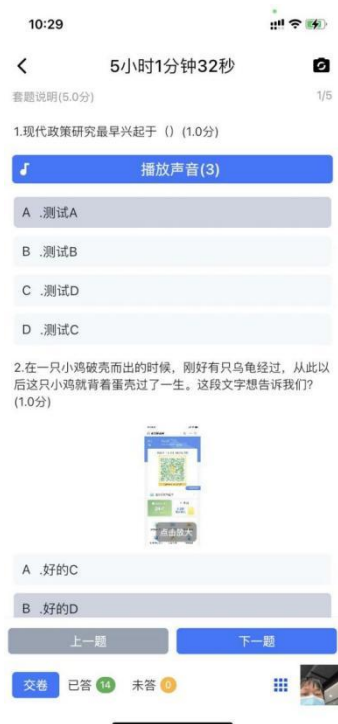 10:29
5小时1分钟32秒
套题说明(5.0分)
1/5
1.现代政策研究最早兴起于（）(1.0分)
播放声音(3)
A .测试A
B .测试B
C .测试D
D .测试C
2.在一只小鸡破壳而出的时候，刚好有只乌龟经过，从此以
后这只小鸡就背着蛋壳过了一生。这段文字想告诉我们?
(1.0分)
点击放大
A .好的C
B .好的D
上一题
下一题
交卷 已答 14 未答 0